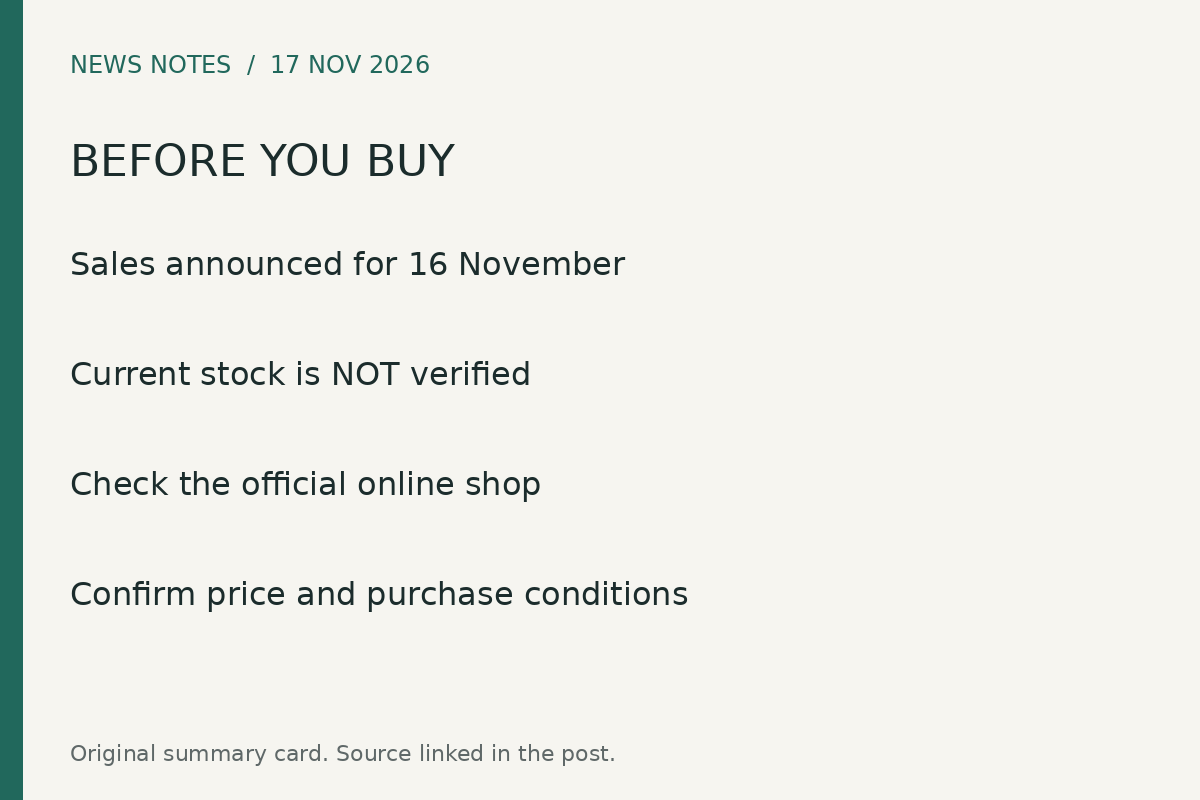 NEWS NOTES / 17 NOV 2026
BEFORE YOU BUY
Sales announced for 16 November
Current stock is NOT verified
Check the official online shop
Confirm price and purchase conditions
Original summary card. Source linked in the post.